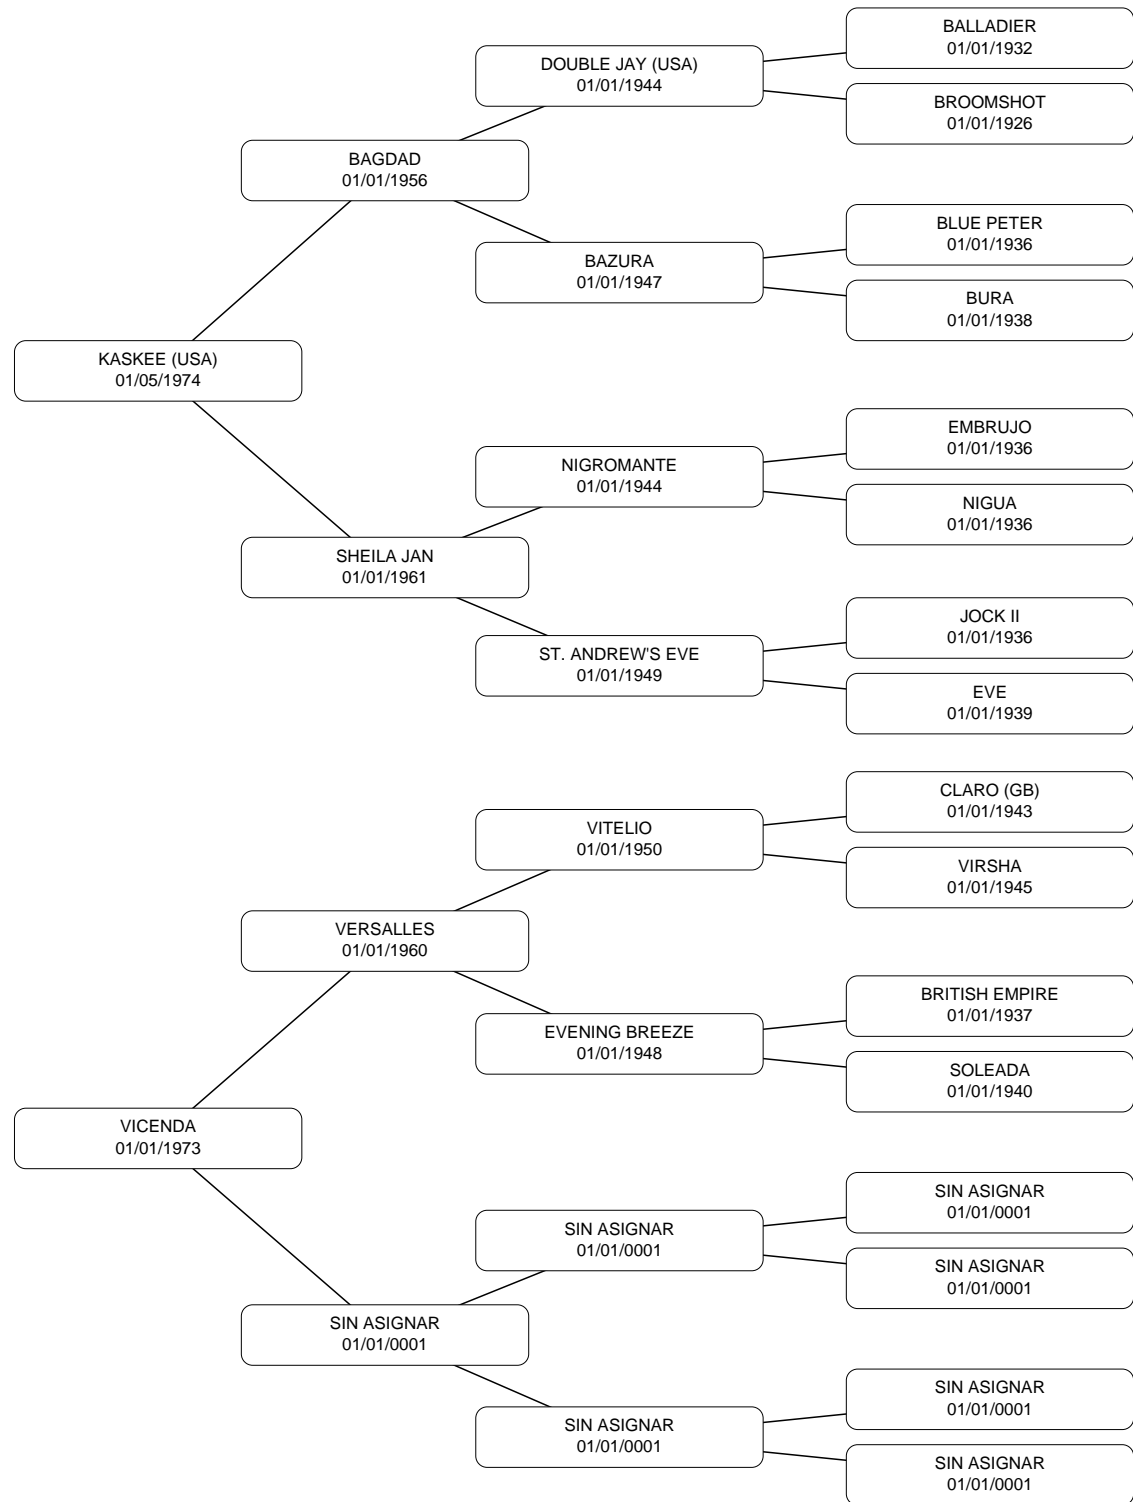 BALLADIER
01/01/1932
DOUBLE JAY (USA)
01/01/1944
BROOMSHOT
01/01/1926
BAGDAD
01/01/1956
BLUE PETER
01/01/1936
BAZURA
01/01/1947
BURA
01/01/1938
KASKEE (USA)
01/05/1974
EMBRUJO
01/01/1936
NIGROMANTE
01/01/1944
NIGUA
01/01/1936
SHEILA JAN
01/01/1961
JOCK II
01/01/1936
ST. ANDREW'S EVE
01/01/1949
EVE
01/01/1939
CLARO (GB)
01/01/1943
VITELIO
01/01/1950
VIRSHA
01/01/1945
VERSALLES
01/01/1960
BRITISH EMPIRE
01/01/1937
EVENING BREEZE
01/01/1948
SOLEADA
01/01/1940
VICENDA
01/01/1973
SIN ASIGNAR
01/01/0001
SIN ASIGNAR
01/01/0001
SIN ASIGNAR
01/01/0001
SIN ASIGNAR
01/01/0001
SIN ASIGNAR
01/01/0001
SIN ASIGNAR
01/01/0001
SIN ASIGNAR
01/01/0001